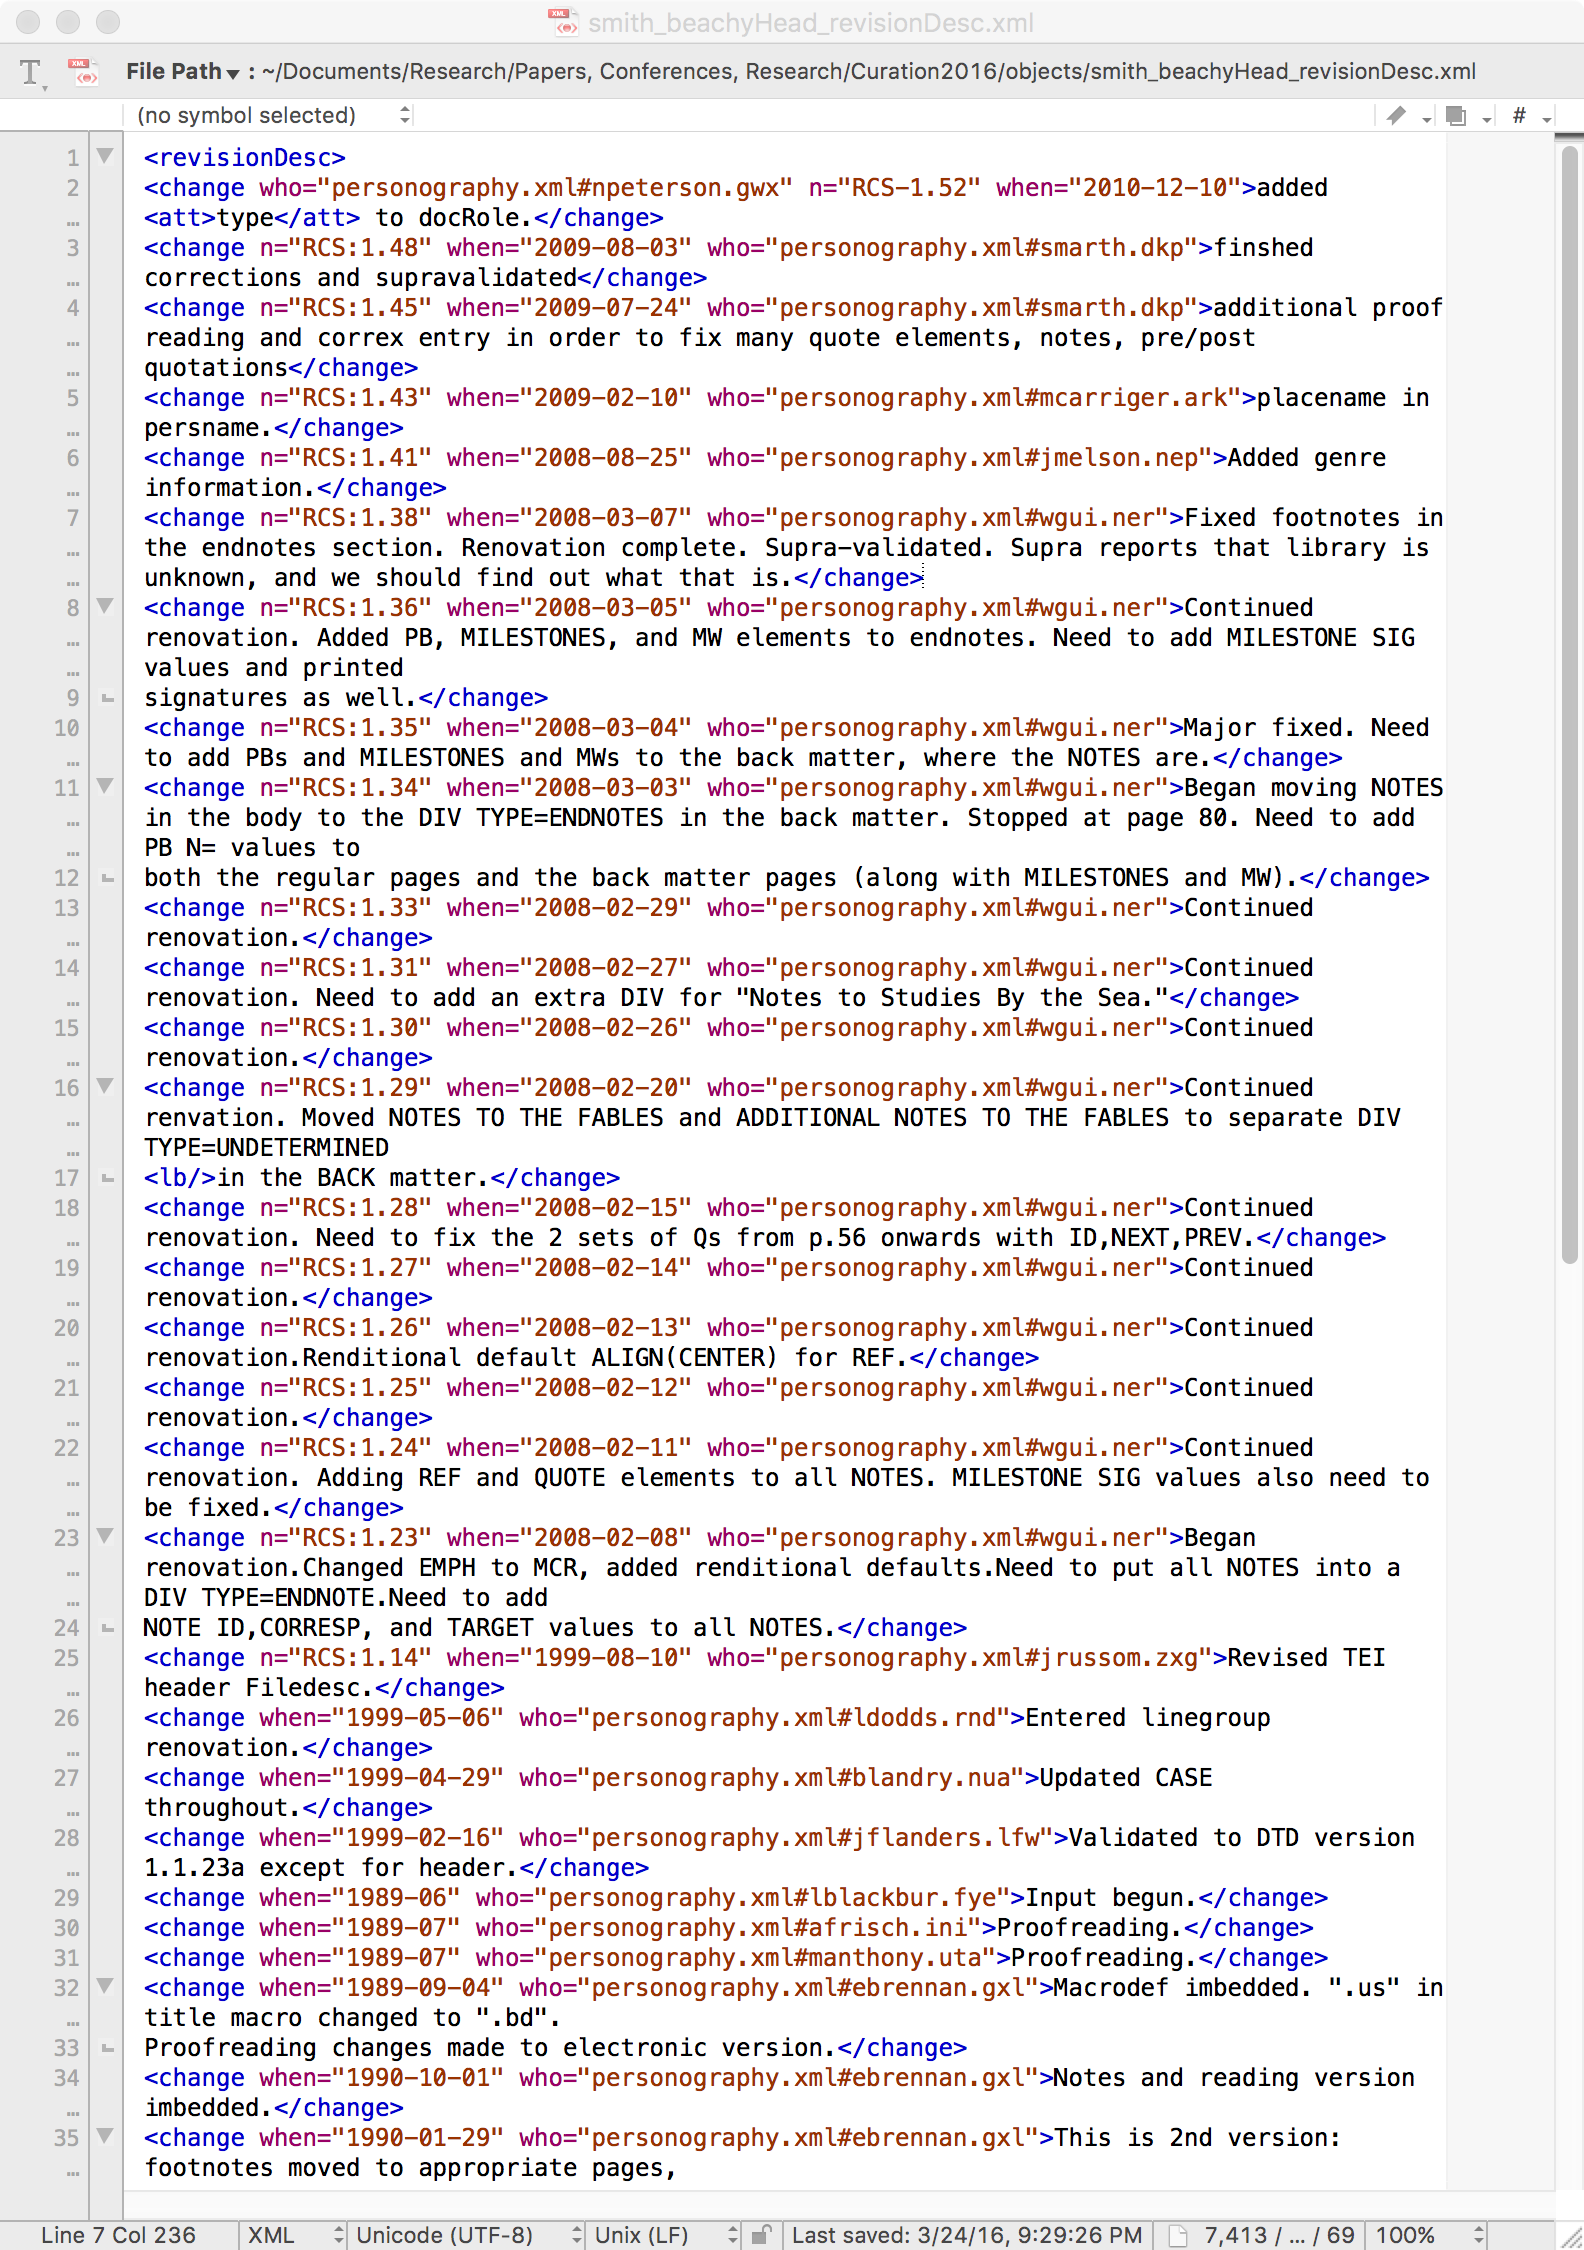 smith_beachyHead_revisionDesc.xml
File Path : ~/Documents/Research/Papers, Conferences, Research/Curation2016/objects/smith_beachyHead_revisionDesc.xml
(no symbol selected) #
1 <revisionDesc>
2 <change who="personography.xml#npeterson.gwx" n="RCS-1.52" when="2010-12-10">added
… <att>type</att> to docRole.</change>
3 <change n="RCS:1.48" when="2009-08-03" who="personography.xml#smarth.dkp">finshed
… corrections and supravalidated</change>
4 <change n="RCS:1.45" when="2009-07-24" who="personography.xml#smarth.dkp">additional proof
… reading and correx entry in order to fix many quote elements, notes, pre/post
… quotations</change>
5 <change n="RCS:1.43" when="2009-02-10" who="personography.xml#mcarriger.ark">placename in
… persname.</change>
6 <change n="RCS:1.41" when="2008-08-25" who="personography.xml#jmelson.nep">Added genre
… information.</change>
7 <change n="RCS:1.38" when="2008-03-07" who="personography.xml#wgui.ner">Fixed footnotes in
… the endnotes section. Renovation complete. Supra-validated. Supra reports that library is
… unknown, and we should find out what that is.</change>
8 <change n="RCS:1.36" when="2008-03-05" who="personography.xml#wgui.ner">Continued
… renovation. Added PB, MILESTONES, and MW elements to endnotes. Need to add MILESTONE SIG
… values and printed
9 signatures as well.</change>
10 <change n="RCS:1.35" when="2008-03-04" who="personography.xml#wgui.ner">Major fixed. Need
… to add PBs and MILESTONES and MWs to the back matter, where the NOTES are.</change>
11 <change n="RCS:1.34" when="2008-03-03" who="personography.xml#wgui.ner">Began moving NOTES
… in the body to the DIV TYPE=ENDNOTES in the back matter. Stopped at page 80. Need to add
… PB N= values to
12 both the regular pages and the back matter pages (along with MILESTONES and MW).</change>
13 <change n="RCS:1.33" when="2008-02-29" who="personography.xml#wgui.ner">Continued
… renovation.</change>
14 <change n="RCS:1.31" when="2008-02-27" who="personography.xml#wgui.ner">Continued
… renovation. Need to add an extra DIV for "Notes to Studies By the Sea."</change>
15 <change n="RCS:1.30" when="2008-02-26" who="personography.xml#wgui.ner">Continued
… renovation.</change>
16 <change n="RCS:1.29" when="2008-02-20" who="personography.xml#wgui.ner">Continued
… renvation. Moved NOTES TO THE FABLES and ADDITIONAL NOTES TO THE FABLES to separate DIV
… TYPE=UNDETERMINED
17 <lb/>in the BACK matter.</change>
18 <change n="RCS:1.28" when="2008-02-15" who="personography.xml#wgui.ner">Continued
… renovation. Need to fix the 2 sets of Qs from p.56 onwards with ID,NEXT,PREV.</change>
19 <change n="RCS:1.27" when="2008-02-14" who="personography.xml#wgui.ner">Continued
… renovation.</change>
20 <change n="RCS:1.26" when="2008-02-13" who="personography.xml#wgui.ner">Continued
… renovation.Renditional default ALIGN(CENTER) for REF.</change>
21 <change n="RCS:1.25" when="2008-02-12" who="personography.xml#wgui.ner">Continued
… renovation.</change>
22 <change n="RCS:1.24" when="2008-02-11" who="personography.xml#wgui.ner">Continued
… renovation. Adding REF and QUOTE elements to all NOTES. MILESTONE SIG values also need to
… be fixed.</change>
23 <change n="RCS:1.23" when="2008-02-08" who="personography.xml#wgui.ner">Began
… renovation.Changed EMPH to MCR, added renditional defaults.Need to put all NOTES into a
… DIV TYPE=ENDNOTE.Need to add
24 NOTE ID,CORRESP, and TARGET values to all NOTES.</change>
25 <change n="RCS:1.14" when="1999-08-10" who="personography.xml#jrussom.zxg">Revised TEI
… header Filedesc.</change>
26 <change when="1999-05-06" who="personography.xml#ldodds.rnd">Entered linegroup
… renovation.</change>
27 <change when="1999-04-29" who="personography.xml#blandry.nua">Updated CASE
… throughout.</change>
28 <change when="1999-02-16" who="personography.xml#jflanders.lfw">Validated to DTD version
… 1.1.23a except for header.</change>
29 <change when="1989-06" who="personography.xml#lblackbur.fye">Input begun.</change>
30 <change when="1989-07" who="personography.xml#afrisch.ini">Proofreading.</change>
31 <change when="1989-07" who="personography.xml#manthony.uta">Proofreading.</change>
32 <change when="1989-09-04" who="personography.xml#ebrennan.gxl">Macrodef imbedded. ".us" in
… title macro changed to ".bd".
33 Proofreading changes made to electronic version.</change>
34 <change when="1990-10-01" who="personography.xml#ebrennan.gxl">Notes and reading version
… imbedded.</change>
35 <change when="1990-01-29" who="personography.xml#ebrennan.gxl">This is 2nd version:
… footnotes moved to appropriate pages,
Line 7 Col 236 XML Unicode (UTF-8) Unix (LF) Last saved: 3/24/16, 9:29:26 PM 7,413 / … / 69 100%